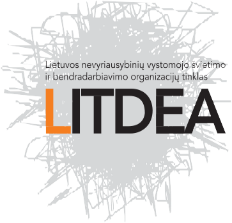 Lietuvos nevyriausybinių vystomojo švietimo
ir bendradarbiavimo organizacijų tinklas
LITDEA